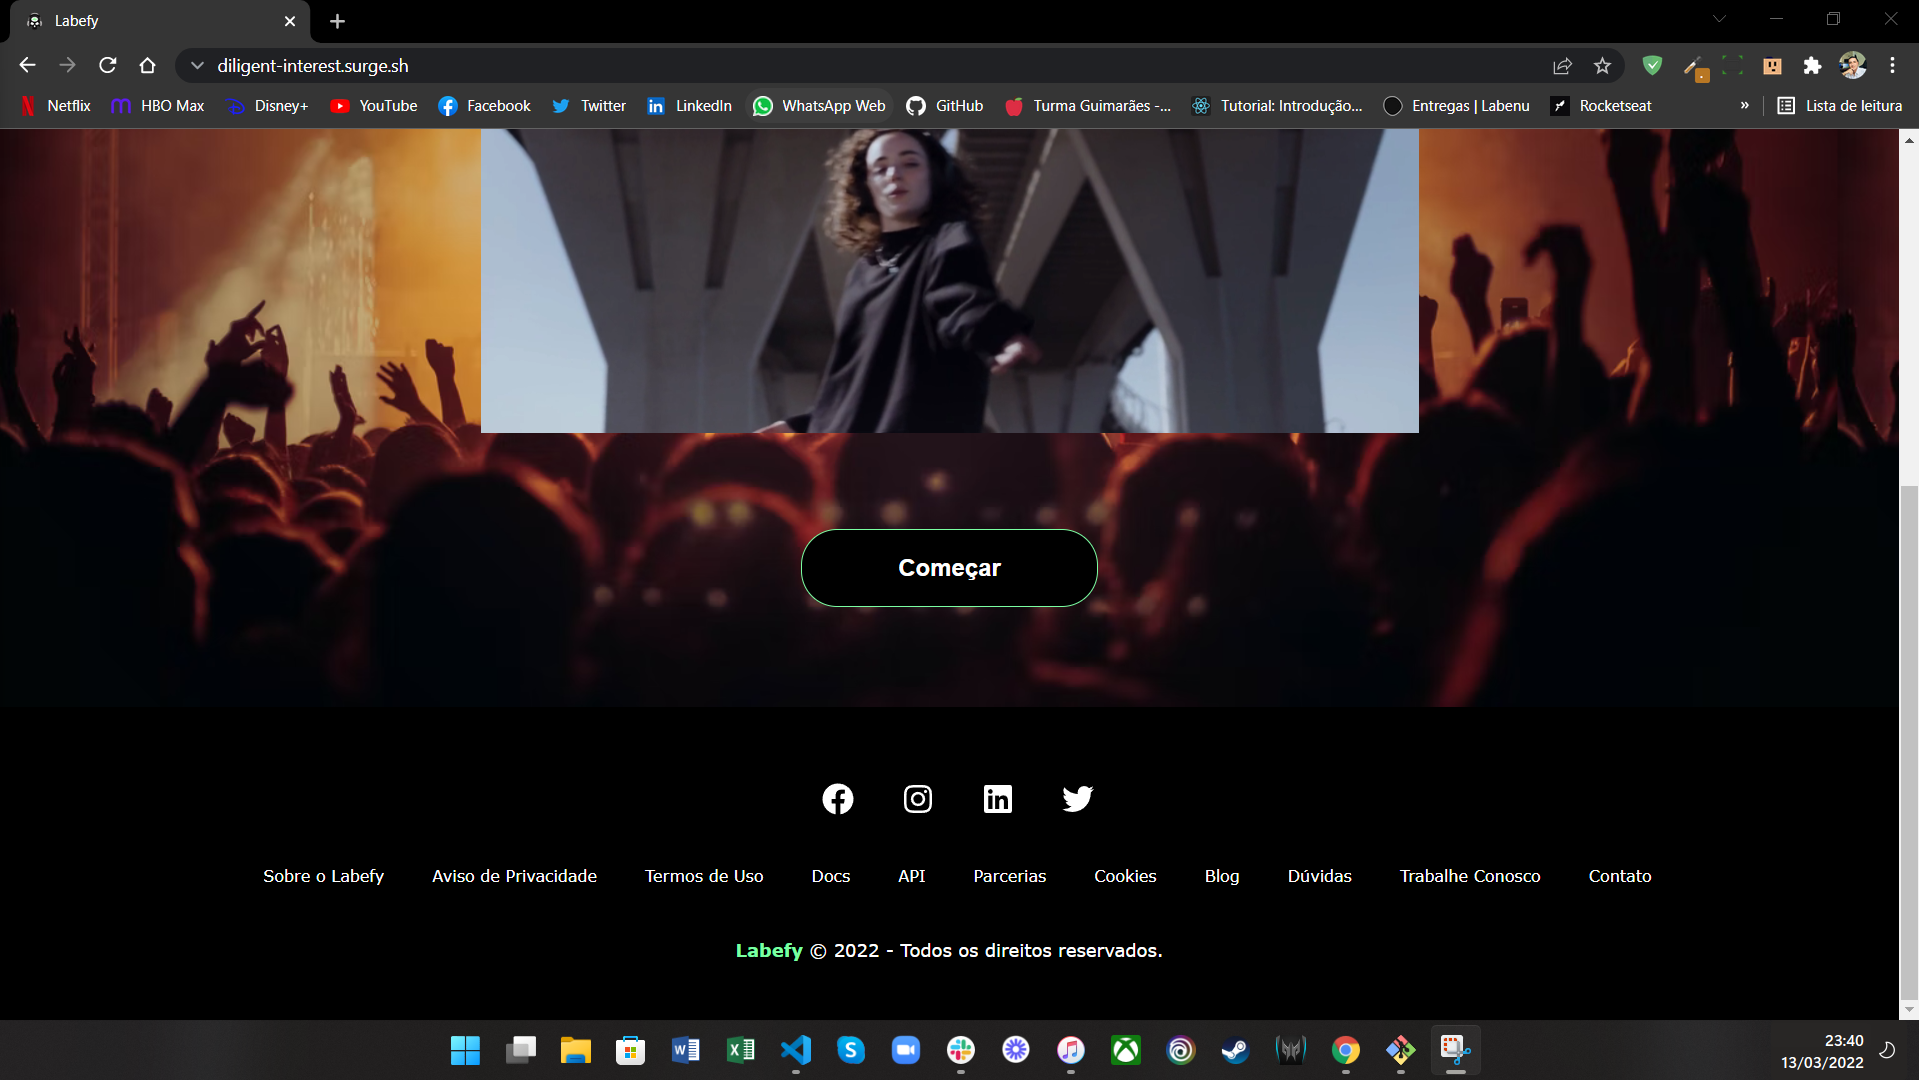 Labefy
diligent-interest.surge.sh
Netflix HBO Max Disney+ YouTube Facebook Twitter LinkedIn WhatsApp Web GitHub Turma Guimarães -... Tutorial: Introdução... Entregas | Labenu Rocketseat » Lista de leitura
Começar
Sobre o Labefy Aviso de Privacidade Termos de Uso Docs API Parcerias Cookies Blog Dúvidas Trabalhe Conosco Contato
Labefy © 2022 - Todos os direitos reservados.
23:40
13/03/2022